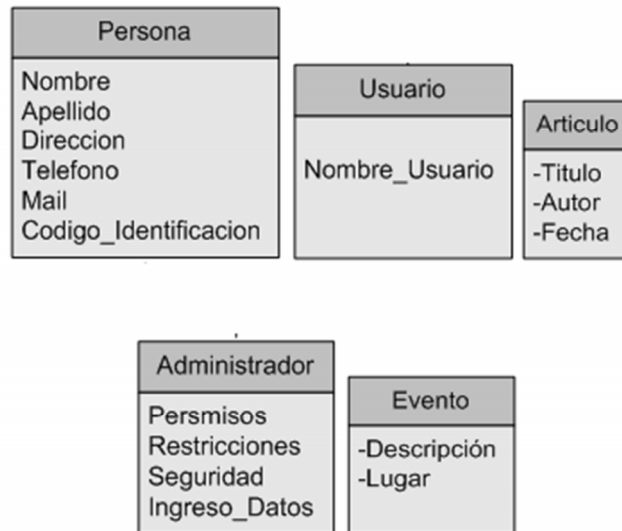 Persona
Nombre
Apellido
Direccion
Telefono
Mail
Codigo_Identificacion
Usuario
Nombre_Usuario
Articulo
-Titulo
-Autor
-Fecha
Administrador
Persmisos
Restricciones
Seguridad
Ingreso_Datos
Evento
-Descripción
-Lugar